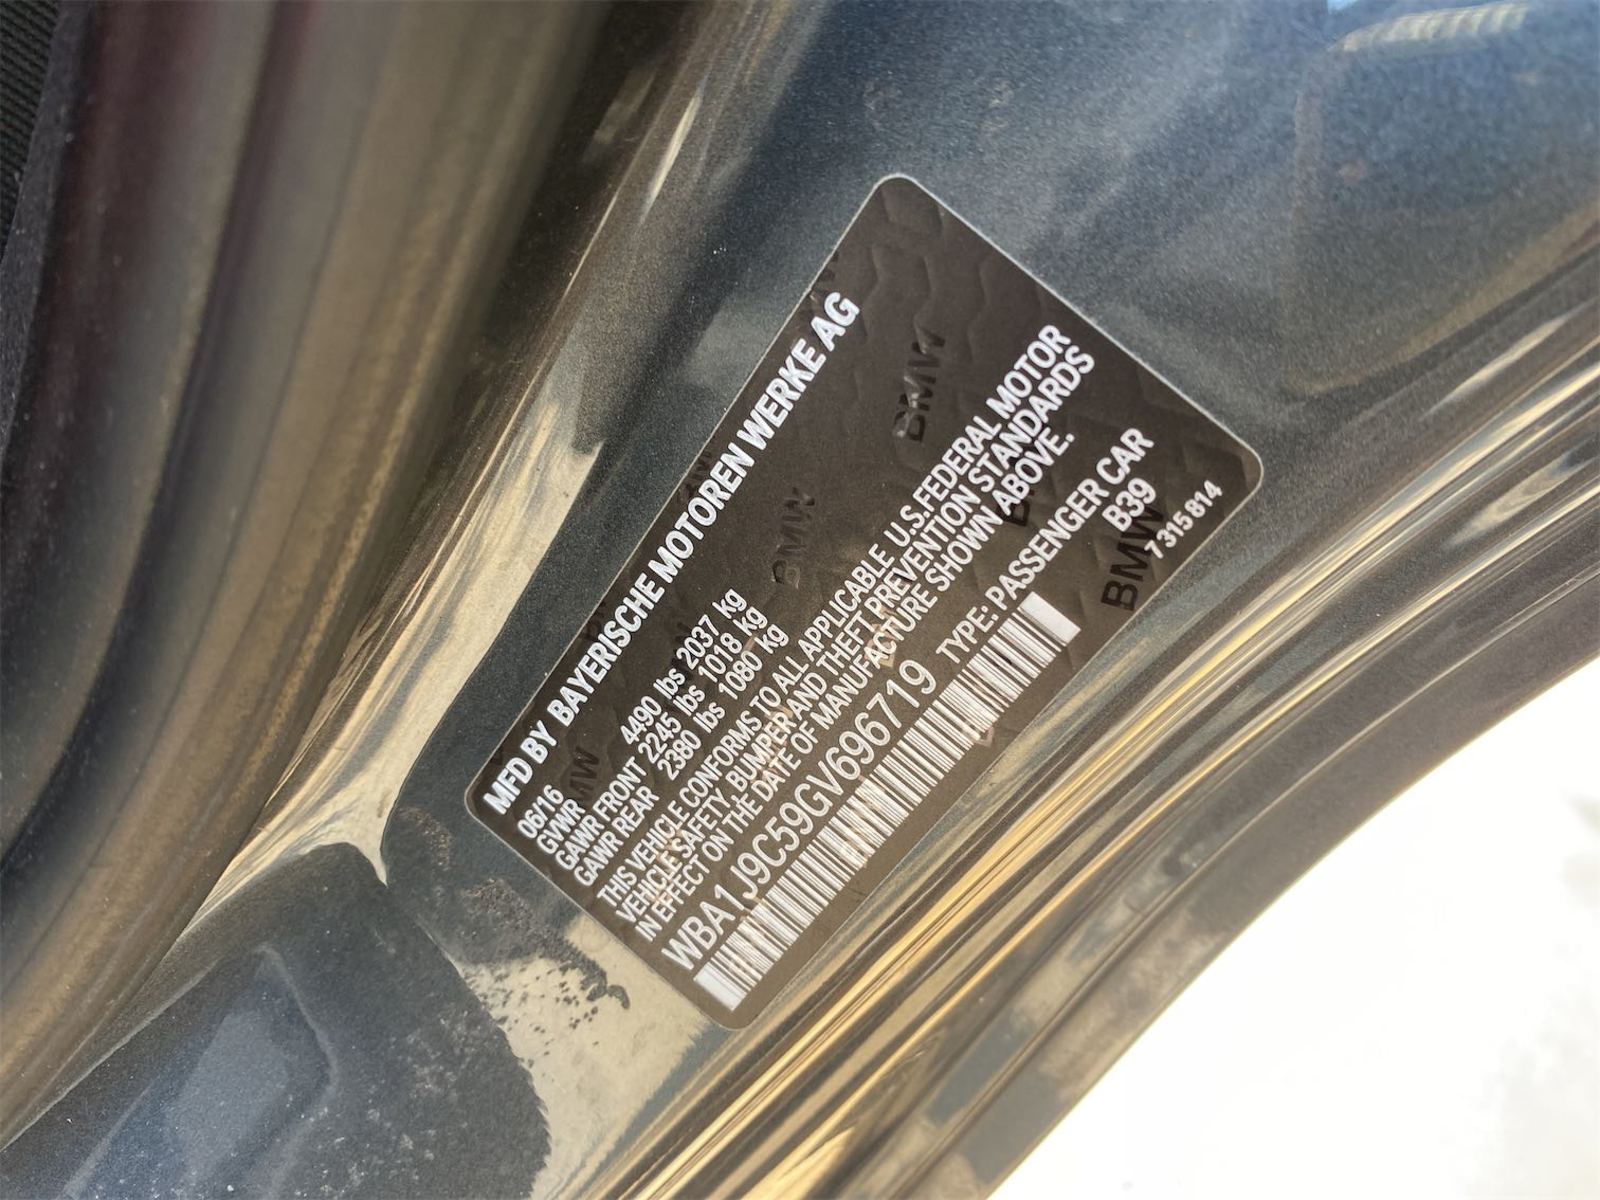 MFD BY BAYERISCHE MOTOREN WERKE AG
06/16
GVWR 4490 lbs 2037 kg
GAWR FRONT 2245 lbs 1018 kg
GAWR REAR 2380 lbs 1080 kg
THIS VEHICLE CONFORMS TO ALL APPLICABLE U.S.FEDERAL MOTOR
VEHICLE SAFETY, BUMPER AND THEFT PREVENTION STANDARDS
IN EFFECT ON THE DATE OF MANUFACTURE SHOWN ABOVE.
WBA1J9C59GV696719 TYPE: PASSENGER CAR
B39
7 315 814
BMW
BMW
BMW